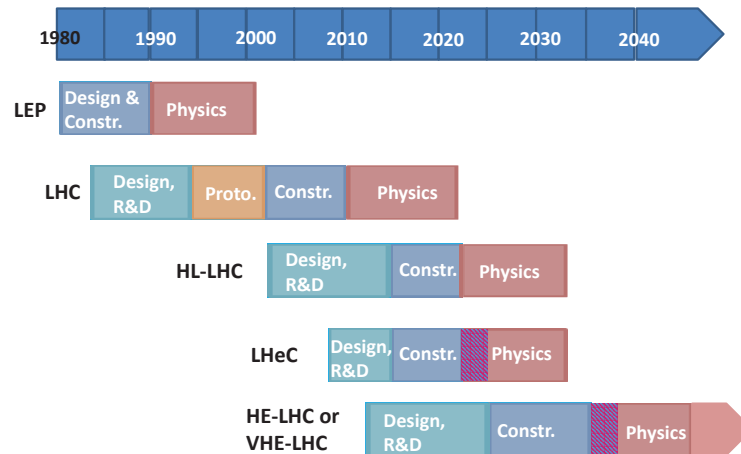 1980 1990 2000 2010 2020 2030 2040
LEP
Design &
Constr.
Physics
LHC
Design,
R&D
Proto.
Constr.
Physics
HL-LHC
Design,
R&D
Constr.
Physics
LHeC
Design,
R&D
Constr.
Physics
HE-LHC or
VHE-LHC
Design,
R&D
Constr.
Physics